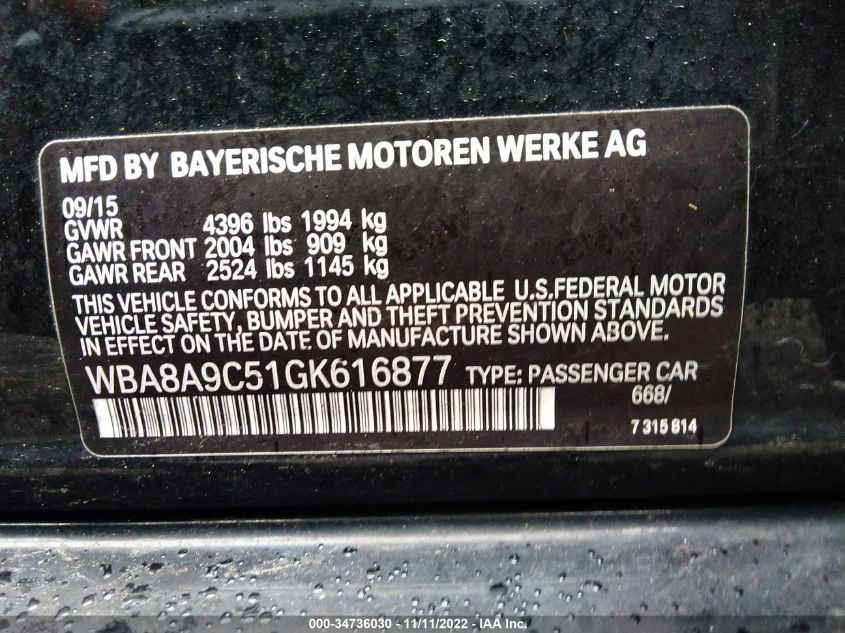 MFD BY BAYERISCHE MOTOREN WERKE AG
09/15
GVWR 4396 lbs 1994 kg
GAWR FRONT 2004 lbs 909 kg
GAWR REAR 2524 lbs 1145 kg
THIS VEHICLE CONFORMS TO ALL APPLICABLE U.S.FEDERAL MOTOR
VEHICLE SAFETY, BUMPER AND THEFT PREVENTION STANDARDS
IN EFFECT ON THE DATE OF MANUFACTURE SHOWN ABOVE.
WBA8A9C51GK616877 TYPE: PASSENGER CAR
668/
7 315 814
000-34736030 - 11/11/2022 - IAA Inc.